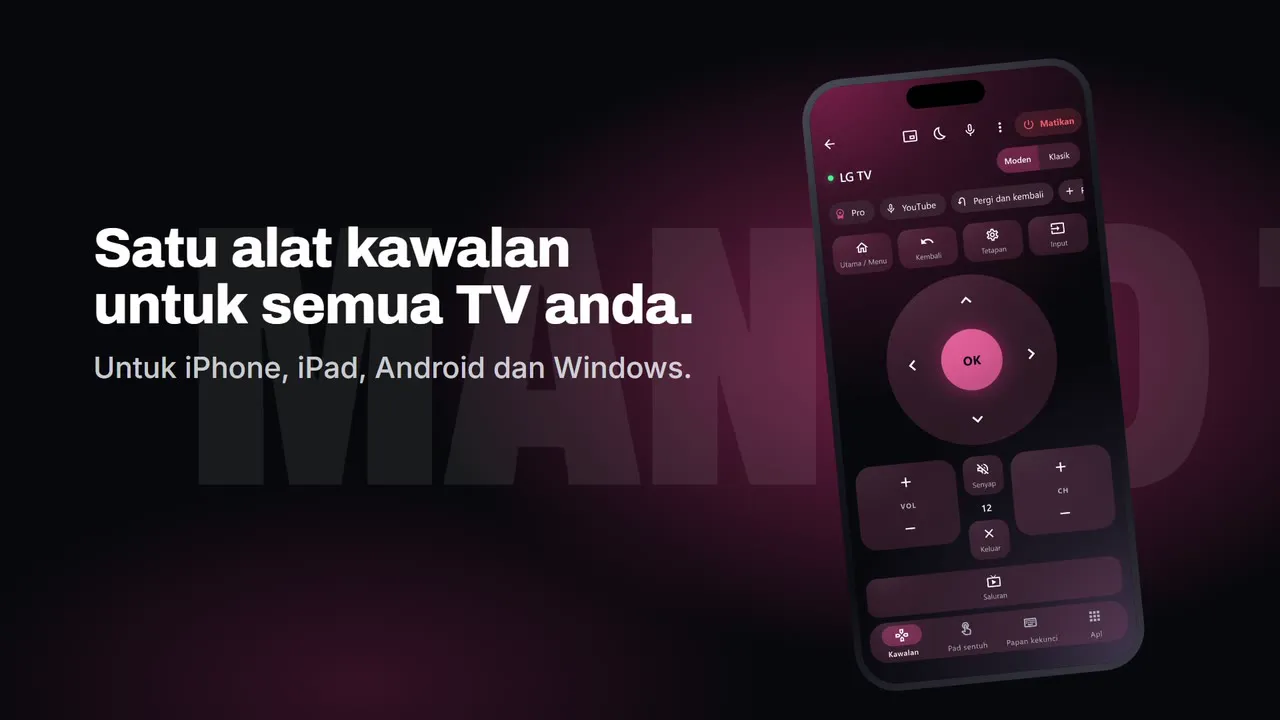 Satu alat kawalan
untuk semua TV anda.
Untuk iPhone, iPad, Android dan Windows.
Matikan
LG TV
Moden
Klasik
Pro
YouTube
Pergi dan kembali
Utama / Menu
Kembali
Tetapan
Input
OK
VOL
Senyap
12
Keluar
CH
Saluran
Kawalan
Pad sentuh
Papan kekunci
Apl